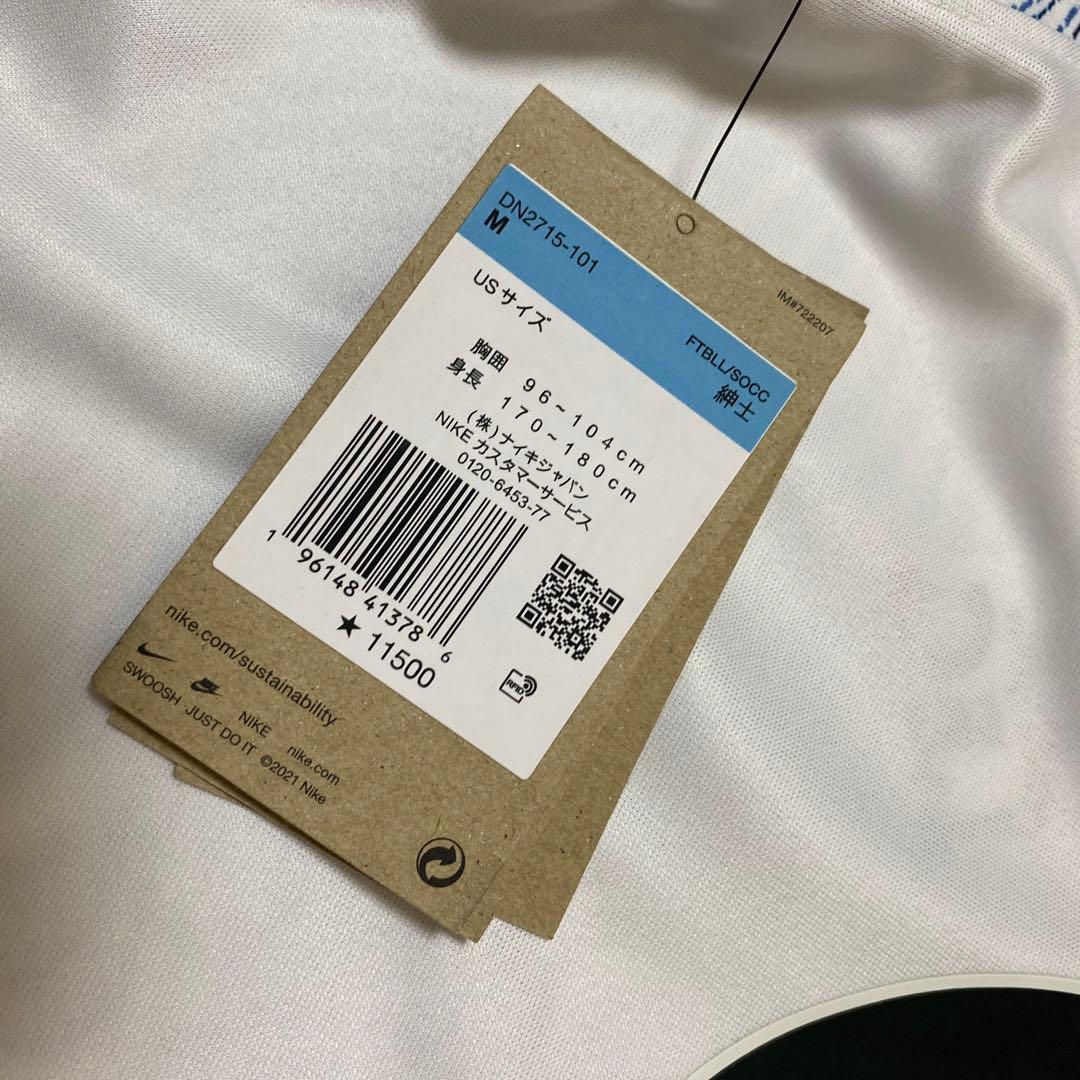 IM#722207
DN2715-101
M
FTBLL/SOCC
紳士
USサイズ
胸囲 96~104cm
身長 170~180cm
(株)ナイキジャパン
NIKEカスタマーサービス
0120-6453-77
1 96148 41378 6
★ 11500
RFID
nike.com/sustainability
SWOOSH NIKE nike.com
JUST DO IT ©2021 Nike